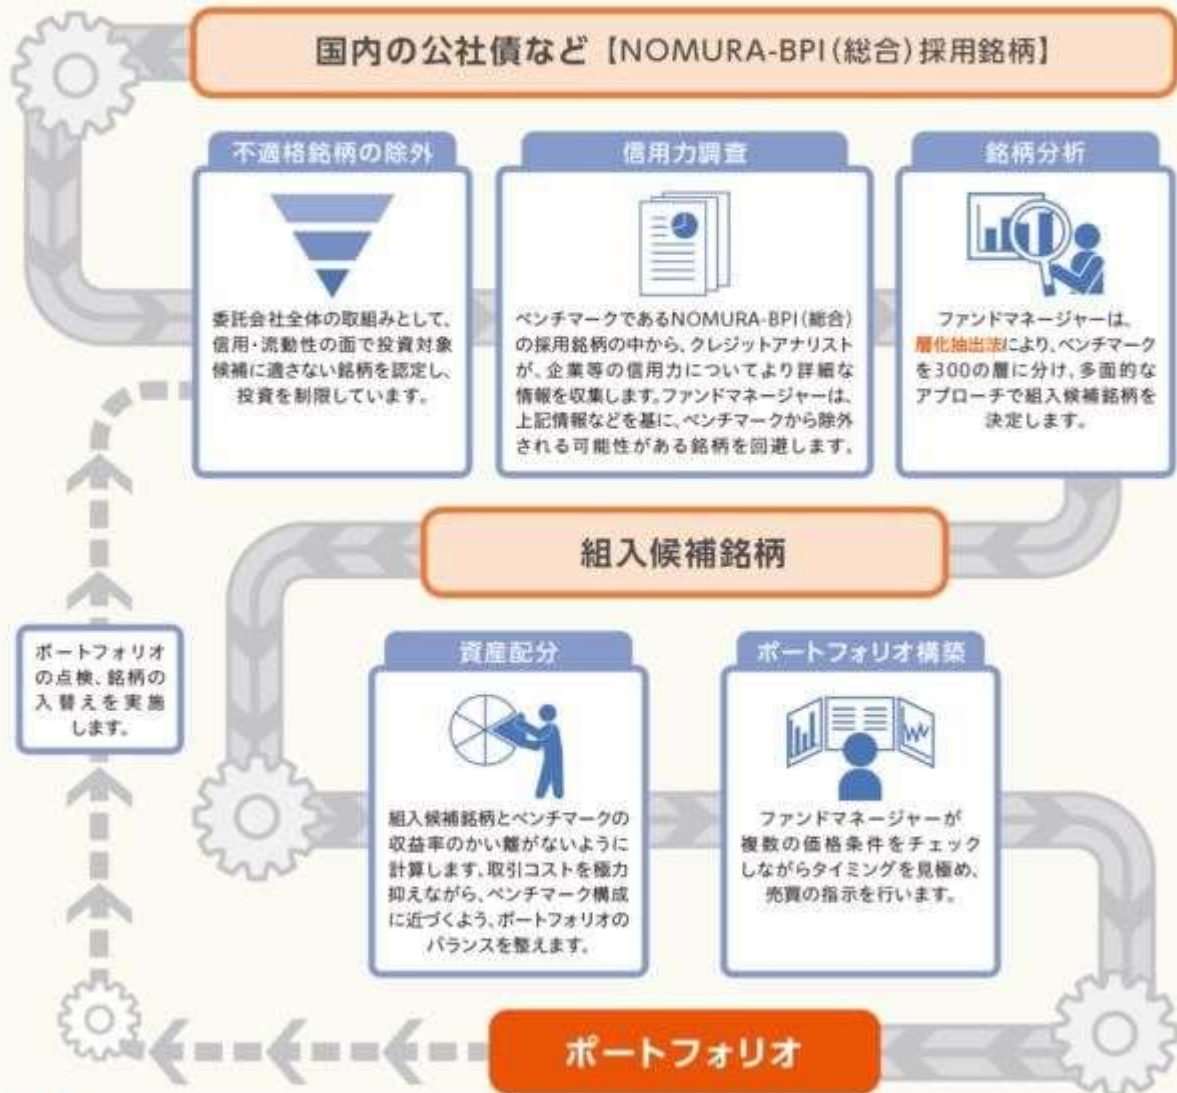 国内の公社債など【NOMURA-BPI(総合)採用銘柄】
不適格銘柄の除外
委託会社全体の取組みとして、
信用・流動性の面で投資対象
候補に適さない銘柄を認定し、
投資を制限しています。
信用力調査
ベンチマークであるNOMURA-BPI(総合)
の採用銘柄の中から、クレジットアナリスト
が、企業等の信用力についてより詳細な
情報を収集します。ファンドマネージャーは、
上記情報などを基に、ベンチマークから除外
される可能性がある銘柄を回避します。
銘柄分析
ファンドマネージャーは、
層化抽出法により、ベンチマーク
を300の層に分け、多面的な
アプローチで組入候補銘柄を
決定します。
組入候補銘柄
ポートフォリオ
の点検、銘柄の
入替えを実施
します。
資産配分
組入候補銘柄とベンチマークの
収益率のかい離がないように
計算します。取引コストを極力
抑えながら、ベンチマーク構成
に近づくよう、ポートフォリオの
バランスを整えます。
ポートフォリオ構築
ファンドマネージャーが
複数の価格条件をチェック
しながらタイミングを見極め、
売買の指示を行います。
ポートフォリオ